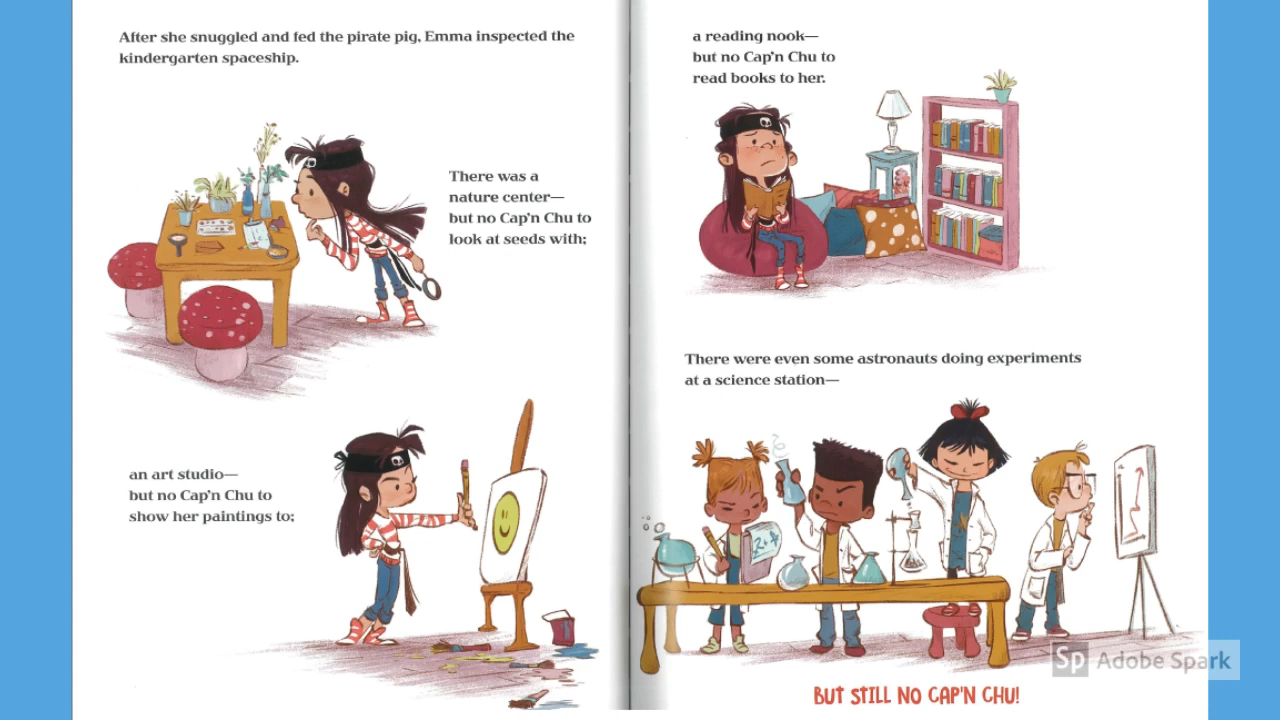 After she snuggled and fed the pirate pig, Emma inspected the
kindergarten spaceship.
There was a
nature center—
but no Cap'n Chu to
look at seeds with;
an art studio—
but no Cap'n Chu to
show her paintings to;
a reading nook—
but no Cap'n Chu to
read books to her.
There were even some astronauts doing experiments
at a science station—
BUT STILL NO CAP'N CHU!
Sp Adobe Spark